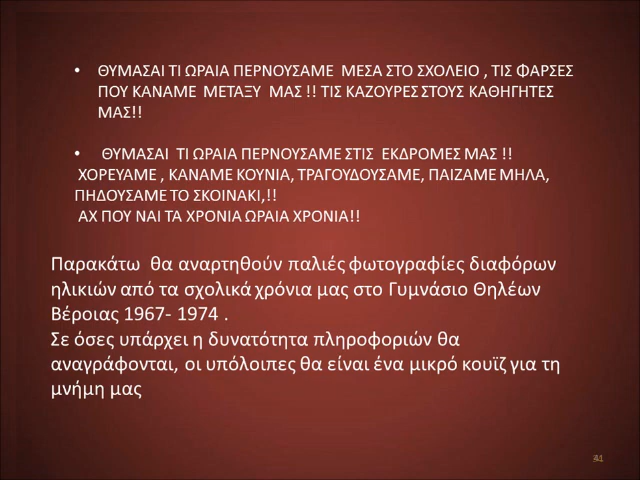 • ΘΥΜΑΣΑΙ ΤΙ ΩΡΑΙΑ ΠΕΡΝΟΥΣΑΜΕ ΜΕΣΑ ΣΤΟ ΣΧΟΛΕΙΟ , ΤΙΣ ΦΑΡΣΕΣ
ΠΟΥ ΚΑΝΑΜΕ ΜΕΤΑΞΥ ΜΑΣ !! ΤΙΣ ΚΑΖΟΥΡΕΣ ΣΤΟΥΣ ΚΑΘΗΓΗΤΕΣ
ΜΑΣ!!
• ΘΥΜΑΣΑΙ ΤΙ ΩΡΑΙΑ ΠΕΡΝΟΥΣΑΜΕ ΣΤΙΣ ΕΚΔΡΟΜΕΣ ΜΑΣ !!
ΧΟΡΕΥΑΜΕ , ΚΑΝΑΜΕ ΚΟΥΝΙΑ, ΤΡΑΓΟΥΔΟΥΣΑΜΕ, ΠΑΙΖΑΜΕ ΜΗΛΑ,
ΠΗΔΟΥΣΑΜΕ ΤΟ ΣΚΟΙΝΑΚΙ,!!
ΑΧ ΠΟΥ ΝΑΙ ΤΑ ΧΡΟΝΙΑ ΩΡΑΙΑ ΧΡΟΝΙΑ!!
Παρακάτω θα αναρτηθούν παλιές φωτογραφίες διαφόρων
ηλικιών από τα σχολικά χρόνια μας στο Γυμνάσιο Θηλέων
Βέροιας 1967- 1974 .
Σε όσες υπάρχει η δυνατότητα πληροφοριών θα
αναγράφονται, οι υπόλοιπες θα είναι ένα μικρό κουϊζ για τη
μνήμη μας